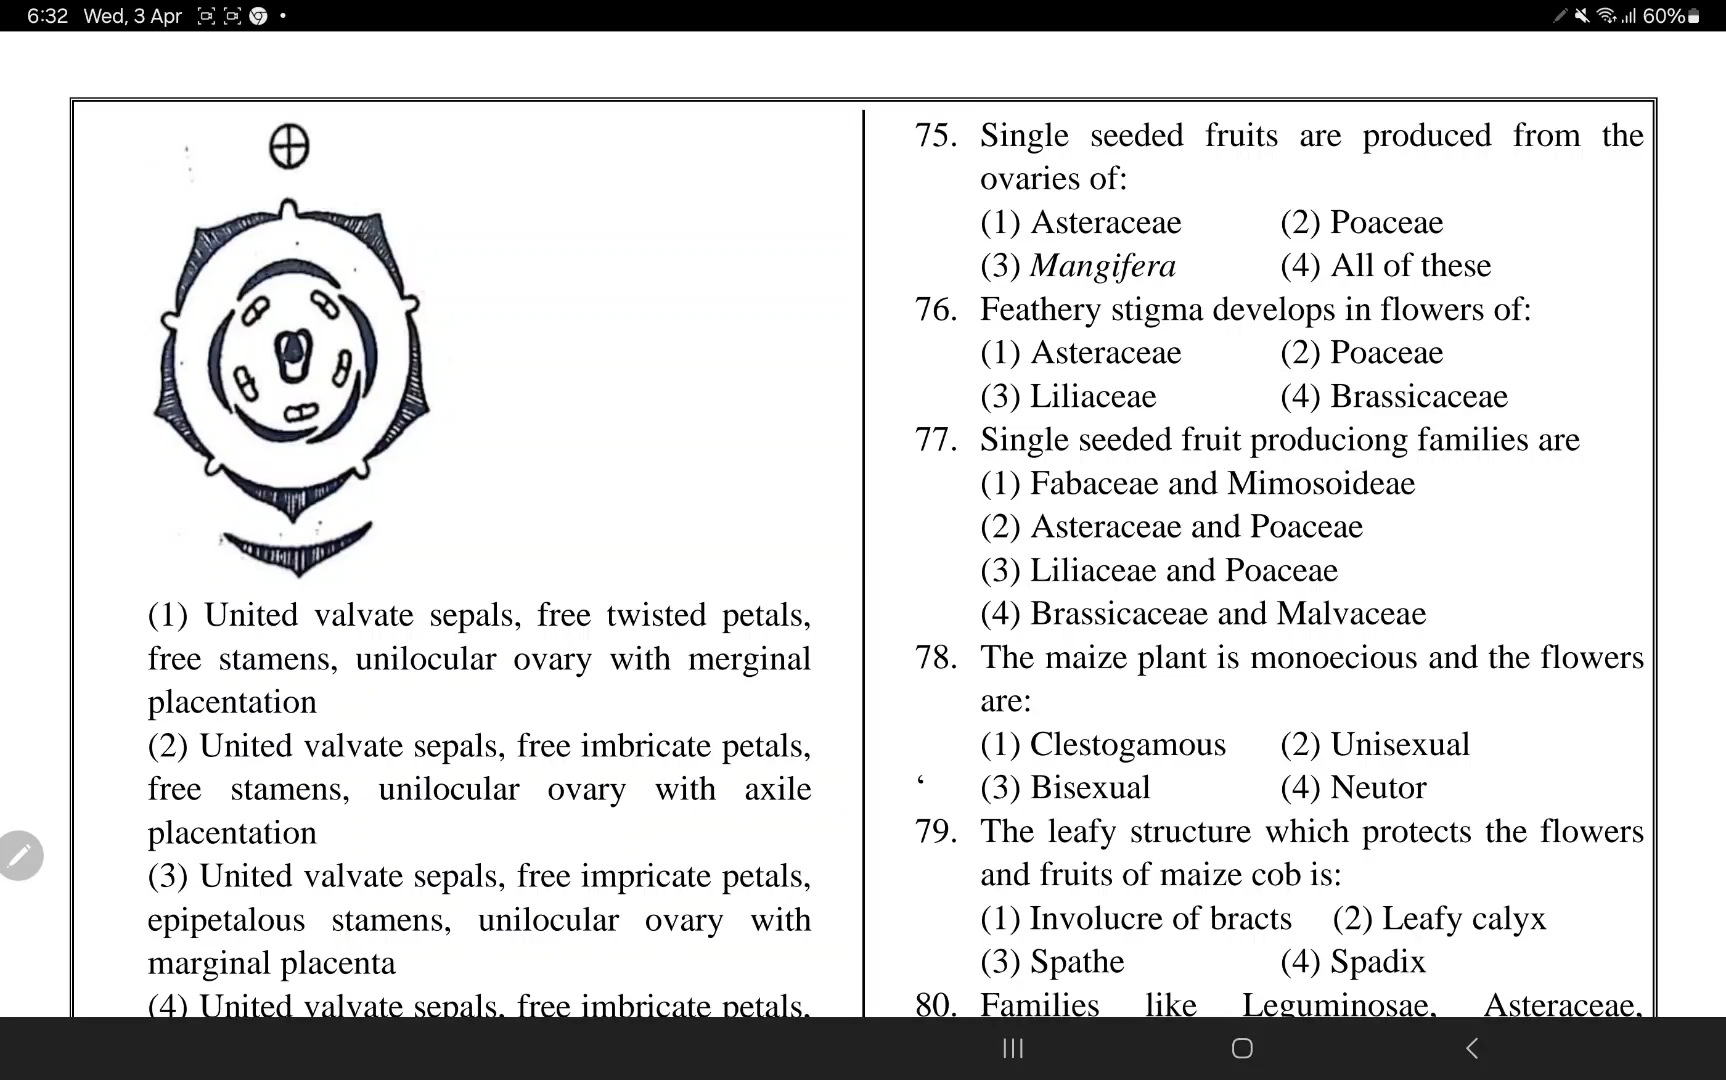 6:32 Wed, 3 Apr
60%
(1) United valvate sepals, free twisted petals,
free stamens, unilocular ovary with merginal
placentation
(2) United valvate sepals, free imbricate petals,
free stamens, unilocular ovary with axile
placentation
(3) United valvate sepals, free impricate petals,
epipetalous stamens, unilocular ovary with
marginal placenta
(4) United valvate sepals, free imbricate petals,
75. Single seeded fruits are produced from the
ovaries of:
(1) Asteraceae (2) Poaceae
(3) Mangifera (4) All of these
76. Feathery stigma develops in flowers of:
(1) Asteraceae (2) Poaceae
(3) Liliaceae (4) Brassicaceae
77. Single seeded fruit produciong families are
(1) Fabaceae and Mimosoideae
(2) Asteraceae and Poaceae
(3) Liliaceae and Poaceae
(4) Brassicaceae and Malvaceae
78. The maize plant is monoecious and the flowers
are:
(1) Clestogamous (2) Unisexual
‘ (3) Bisexual (4) Neutor
79. The leafy structure which protects the flowers
and fruits of maize cob is:
(1) Involucre of bracts (2) Leafy calyx
(3) Spathe (4) Spadix
80. Families like Leguminosae, Asteraceae,